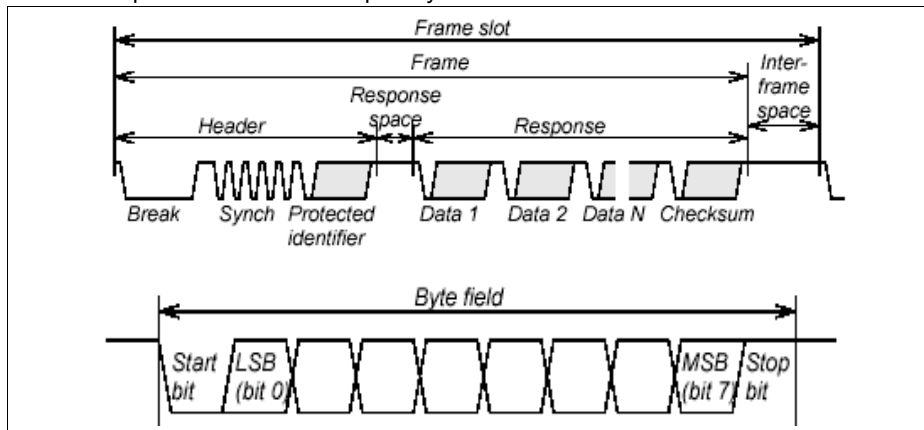 Frame slot
Frame
Inter-
frame
space
Response
space
Header
Response
Break
Synch
Protected
identifier
Data 1
Data 2
Data N
Checksum
Byte field
Start
bit
LSB
(bit 0)
MSB
(bit 7)
Stop
bit